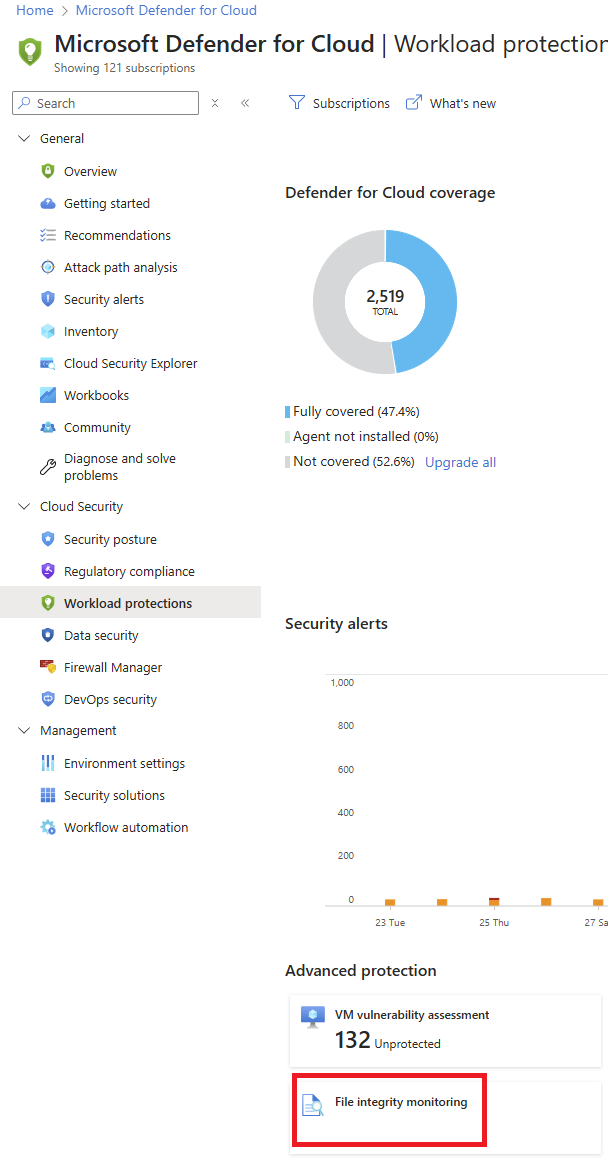 Home > Microsoft Defender for Cloud
Microsoft Defender for Cloud | Workload protection
Showing 121 subscriptions
Search
Subscriptions
What's new
General
Overview
Getting started
Recommendations
Attack path analysis
Security alerts
Inventory
Cloud Security Explorer
Workbooks
Community
Diagnose and solve
problems
Cloud Security
Security posture
Regulatory compliance
Workload protections
Data security
Firewall Manager
DevOps security
Management
Environment settings
Security solutions
Workflow automation
Defender for Cloud coverage
2,519
TOTAL
Fully covered (47.4%)
Agent not installed (0%)
Not covered (52.6%) Upgrade all
Security alerts
1,000
800
600
400
200
0
23 Tue 25 Thu 27 Sa
Advanced protection
VM vulnerability assessment
132 Unprotected
File integrity monitoring